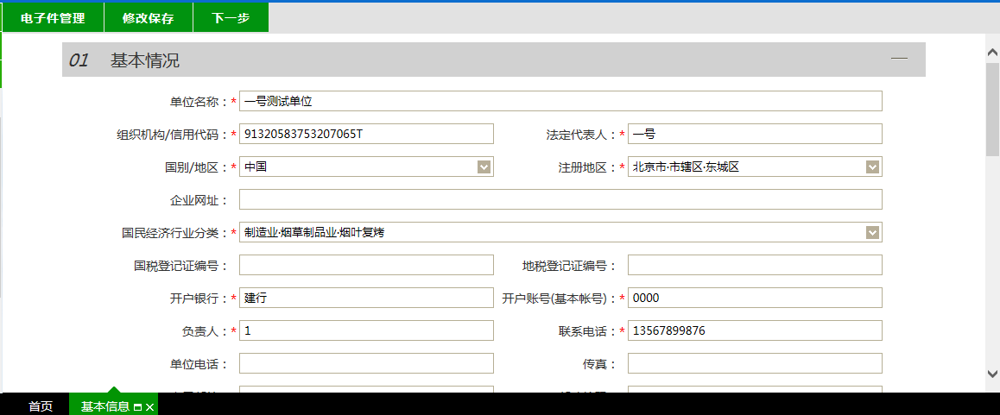 电子件管理 修改保存 下一步
01 基本情况
单位名称：* 一号测试单位
组织机构/信用代码：* 91320583753207065T 法定代表人：* 一号
国别/地区：* 中国 注册地区：* 北京市·市辖区·东城区
企业网址：
国民经济行业分类：* 制造业·烟草制品业·烟叶复烤
国税登记证编号： 地税登记证编号：
开户银行：* 建行 开户账号(基本帐号)：* 0000
负责人：* 1 联系电话：* 13567899876
单位电话： 传真：
首页 基本信息